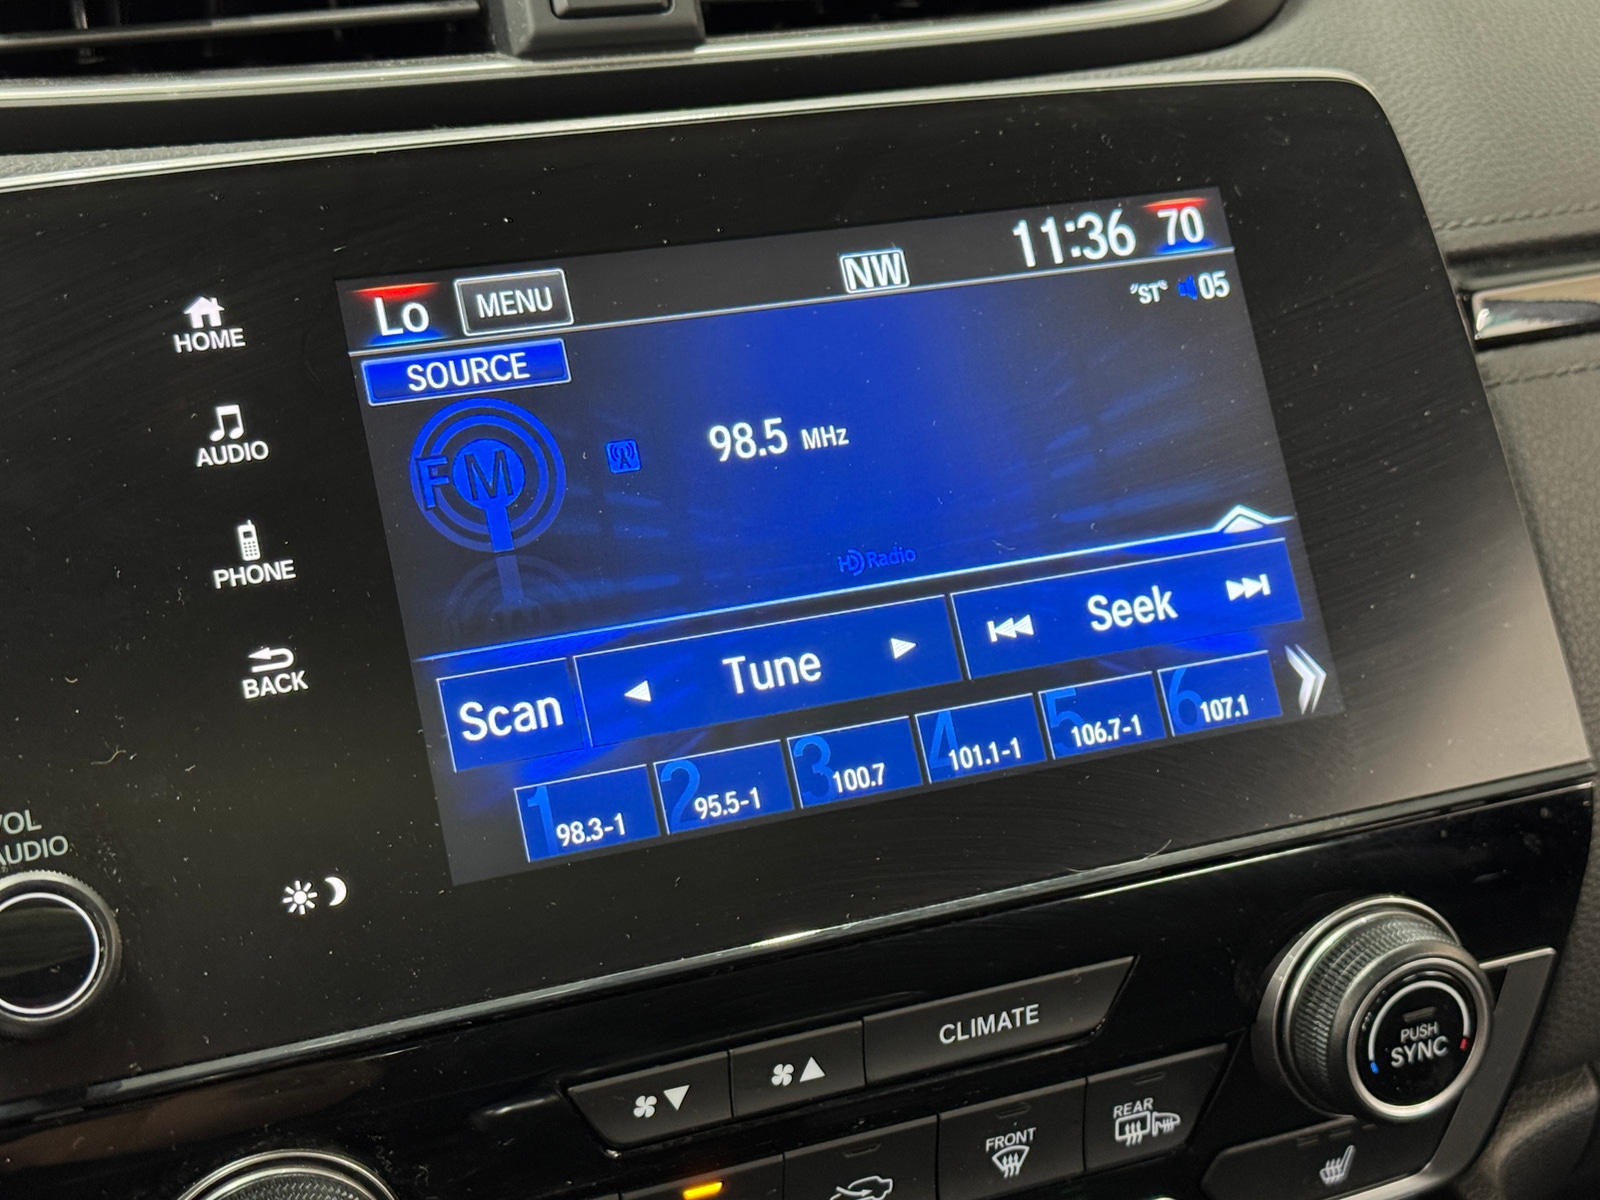 Lo MENU NW 11:36 70
"ST" 05
SOURCE
HOME
AUDIO
PHONE
BACK
FM
98.5 MHz
HD Radio
Scan Tune Seek
1 98.3-1
2 95.5-1
3 100.7
4 101.1-1
5 106.7-1
6 107.1
VOL
AUDIO
CLIMATE
PUSH
SYNC
FRONT
REAR